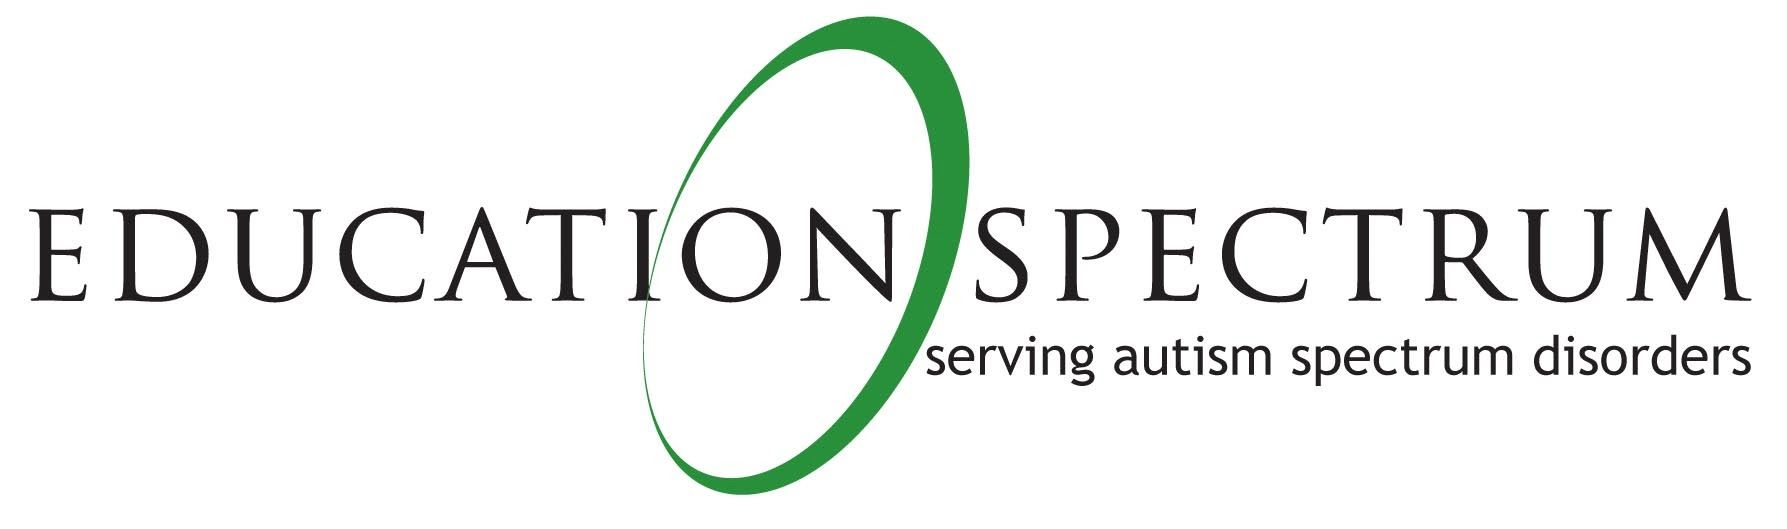 EDUCATION SPECTRUM
serving autism spectrum disorders